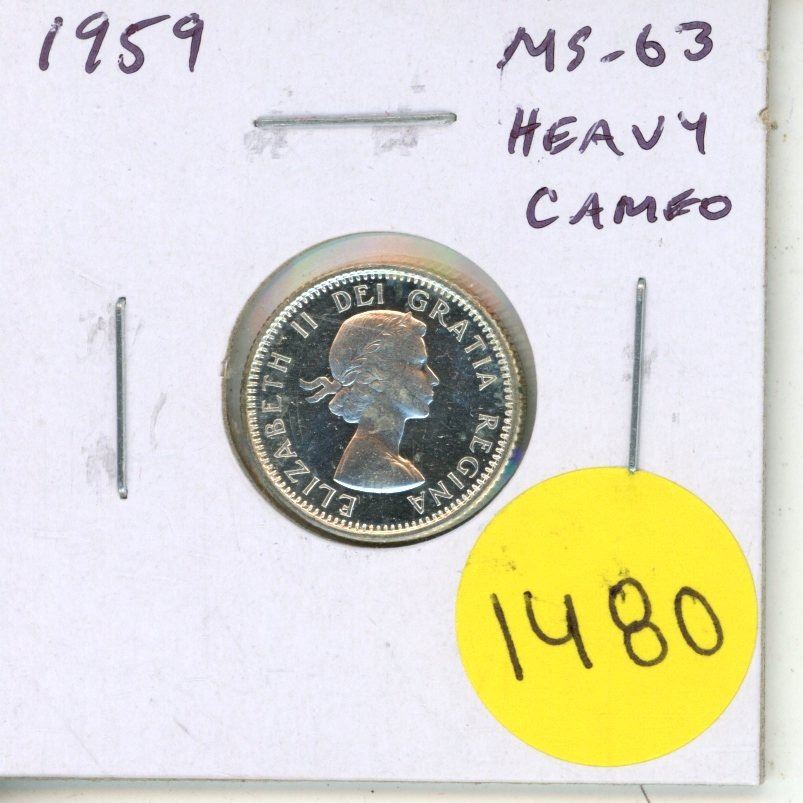 1959
MS-63
HEAVY
CAMEO
ELIZABETH II DEI GRATIA REGINA
1480